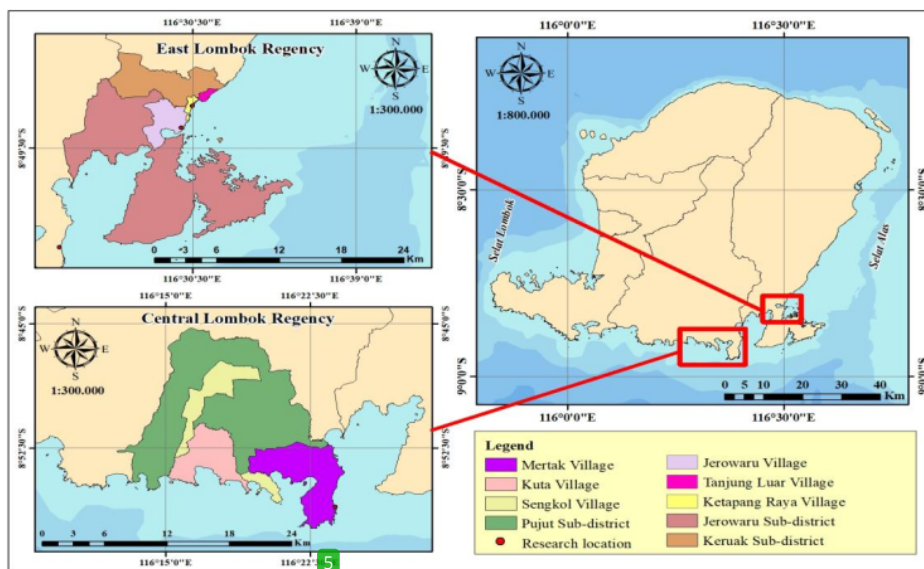 116°30'30"E 116°39'0"E
East Lombok Regency
N
W E
S
1:300.000
8°49'30"S
8°49'30"S
0 -3 6 12 18 24
Km
116°30'30"E 116°39'0"E
116°15'0"E 116°22'30"E
Central Lombok Regency
N
W E
S
1:300.000
8°45'0"S
8°45'0"S
8°52'30"S
8°52'30"S
0 2 4 8 12 16 20 24
Km
116°15'0"E 116°22'30"E
5
116°0'0"E 116°30'0"E
N
W E
S
1:800.000
8°30'0"S
8°30'0"S
Selat Lombok
Selat Alas
9°0'0"S
9°0'0"S
0 5 10 20 30 40
Km
116°0'0"E 116°30'0"E
Legend
Mertak Village
Kuta Village
Sengkol Village
Pujut Sub-district
Research location
Jerowaru Village
Tanjung Luar Village
Ketapang Raya Village
Jerowaru Sub-district
Keruak Sub-district